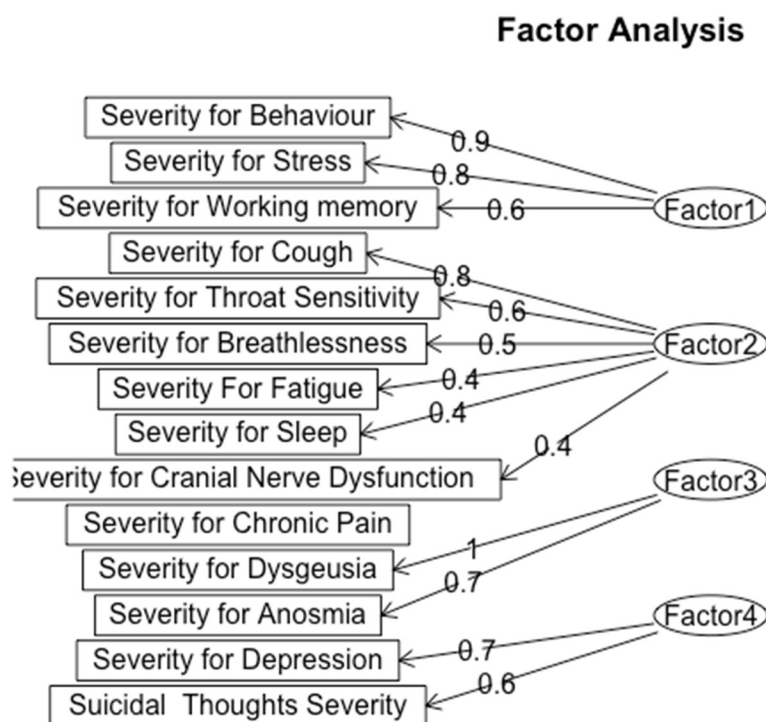 Factor Analysis
Severity for Behaviour
0.9
Severity for Stress
0.8
Severity for Working memory
0.6
Factor1
Severity for Cough
0.8
Severity for Throat Sensitivity
0.6
Severity for Breathlessness
0.5
Factor2
Severity For Fatigue
0.4
Severity for Sleep
0.4
Severity for Cranial Nerve Dysfunction
0.4
Factor3
Severity for Chronic Pain
Severity for Dysgeusia
1
Severity for Anosmia
0.7
Factor4
Severity for Depression
0.7
Suicidal  Thoughts Severity
0.6